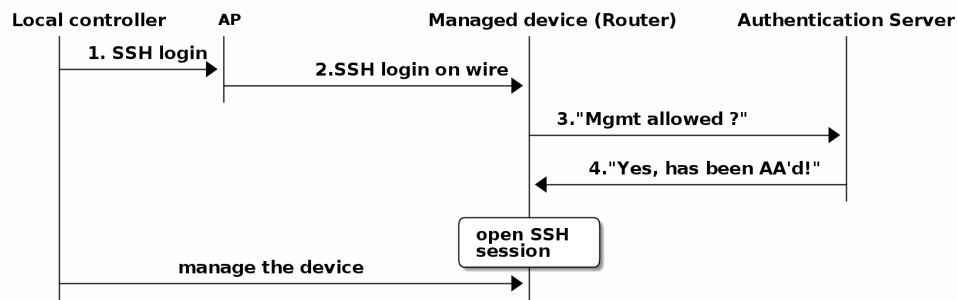 Local controller
AP
Managed device (Router)
Authentication Server
1. SSH login
2.SSH login on wire
3."Mgmt allowed ?"
4."Yes, has been AA'd!"
open SSH
session
manage the device